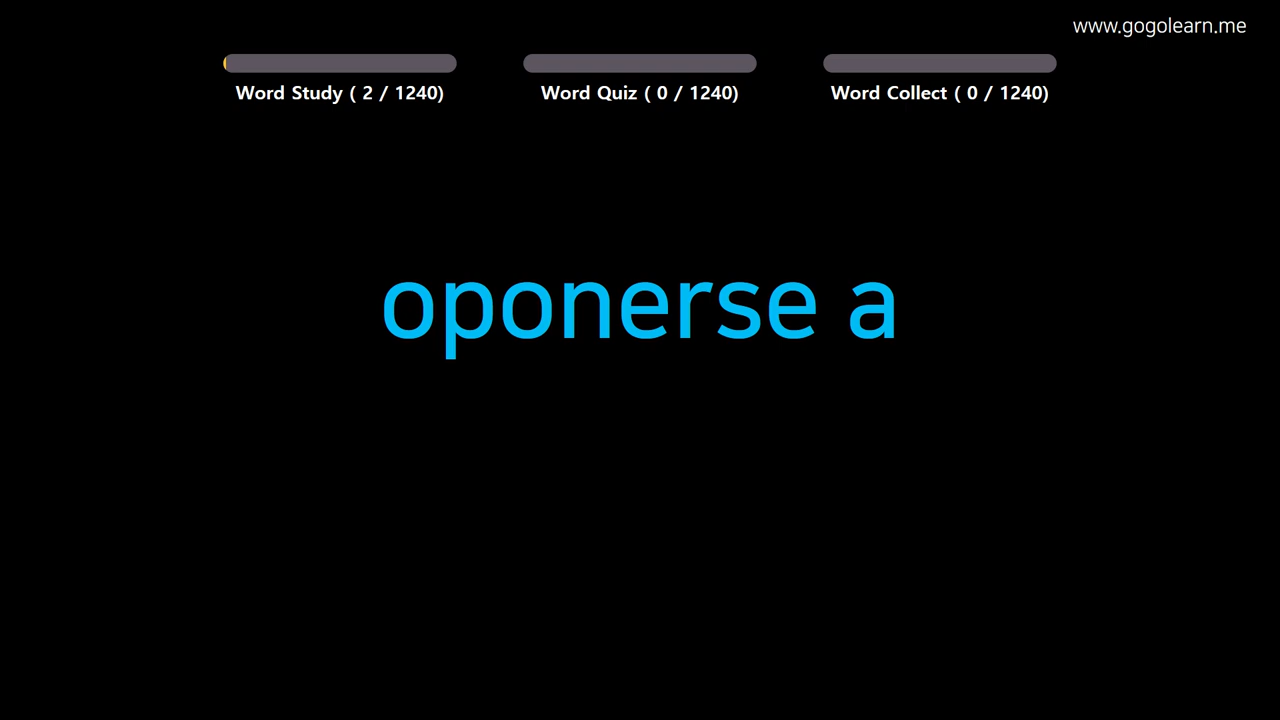 www.gogolearn.me
Word Study ( 2 / 1240)
Word Quiz ( 0 / 1240)
Word Collect ( 0 / 1240)
oponerse a